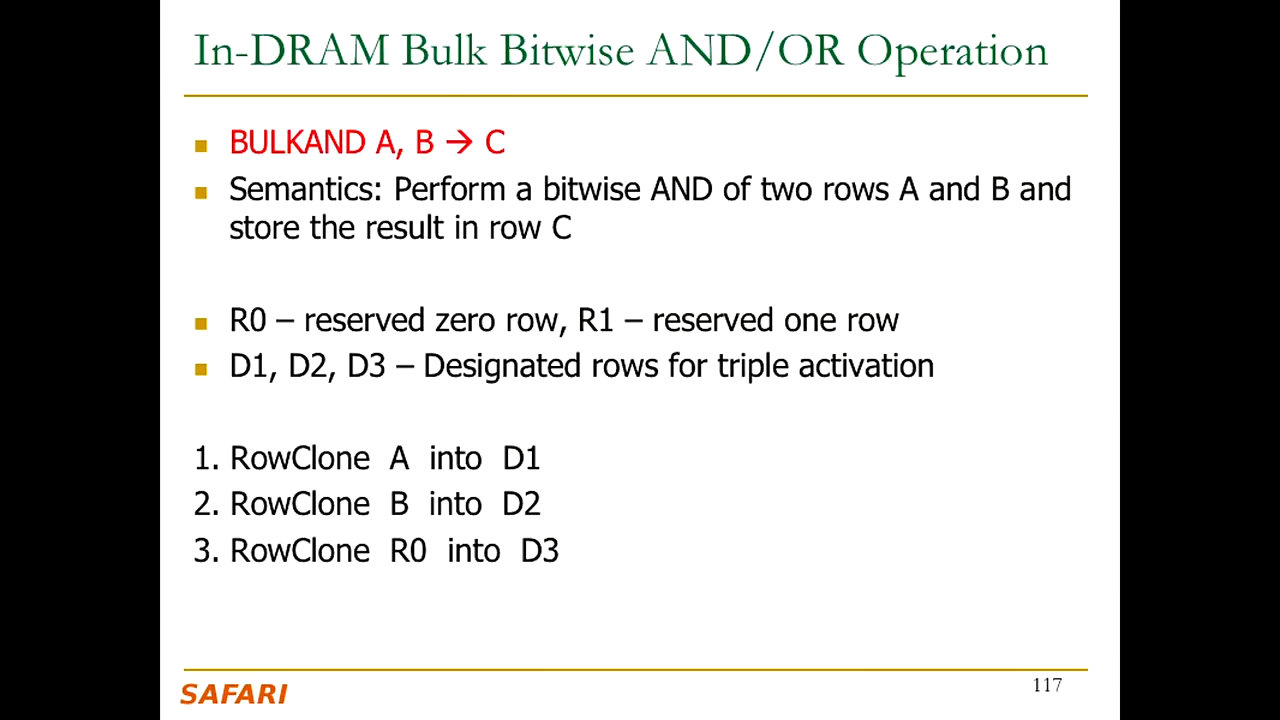 In-DRAM Bulk Bitwise AND/OR Operation
BULKAND A, B → C
Semantics: Perform a bitwise AND of two rows A and B and
store the result in row C
R0 – reserved zero row, R1 – reserved one row
D1, D2, D3 – Designated rows for triple activation
1. RowClone A into D1
2. RowClone B into D2
3. RowClone R0 into D3
SAFARI
117